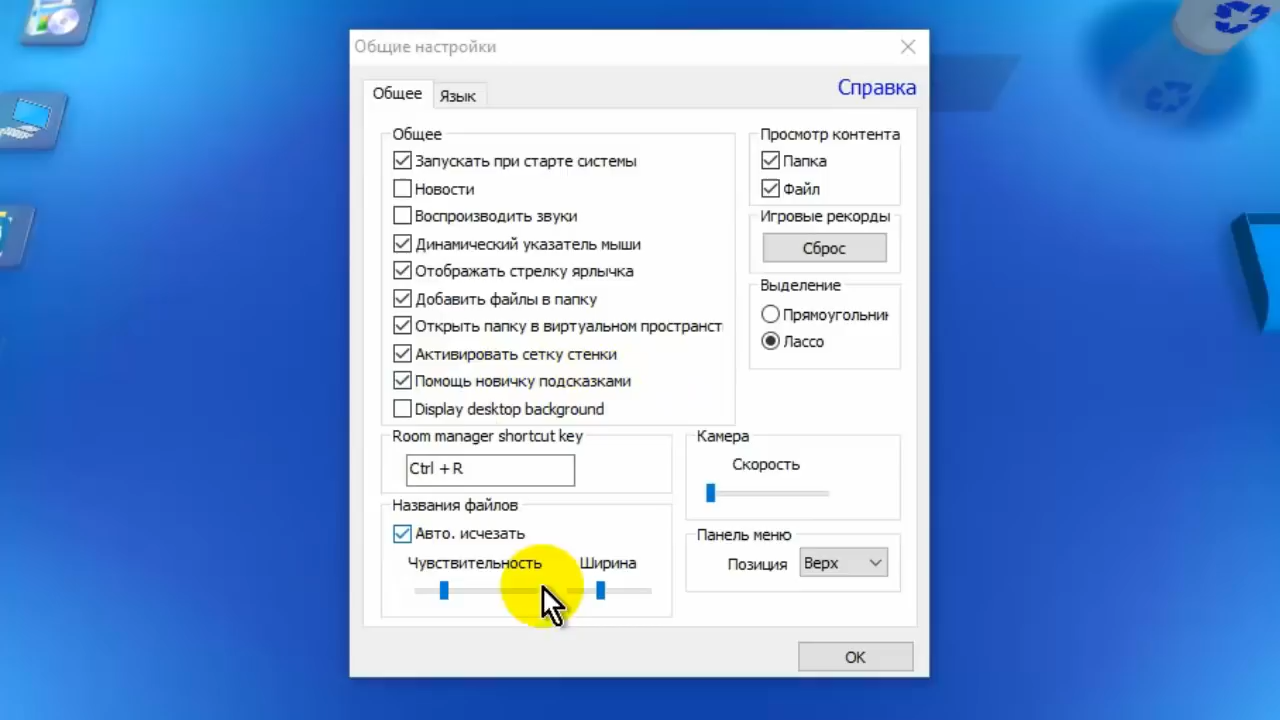 Общие настройки
Справка
Общее
Язык
Общее
Запускать при старте системы
Новости
Воспроизводить звуки
Динамический указатель мыши
Отображать стрелку ярлычка
Добавить файлы в папку
Открыть папку в виртуальном пространст
Активировать сетку стенки
Помощь новичку подсказками
Display desktop background
Просмотр контента
Папка
Файл
Игровые рекорды
Сброс
Выделение
Прямоугольник
Лассо
Room manager shortcut key
Ctrl + R
Названия файлов
Авто. исчезать
Чувствительность
Ширина
Камера
Скорость
Панель меню
Позиция
Верх
OK